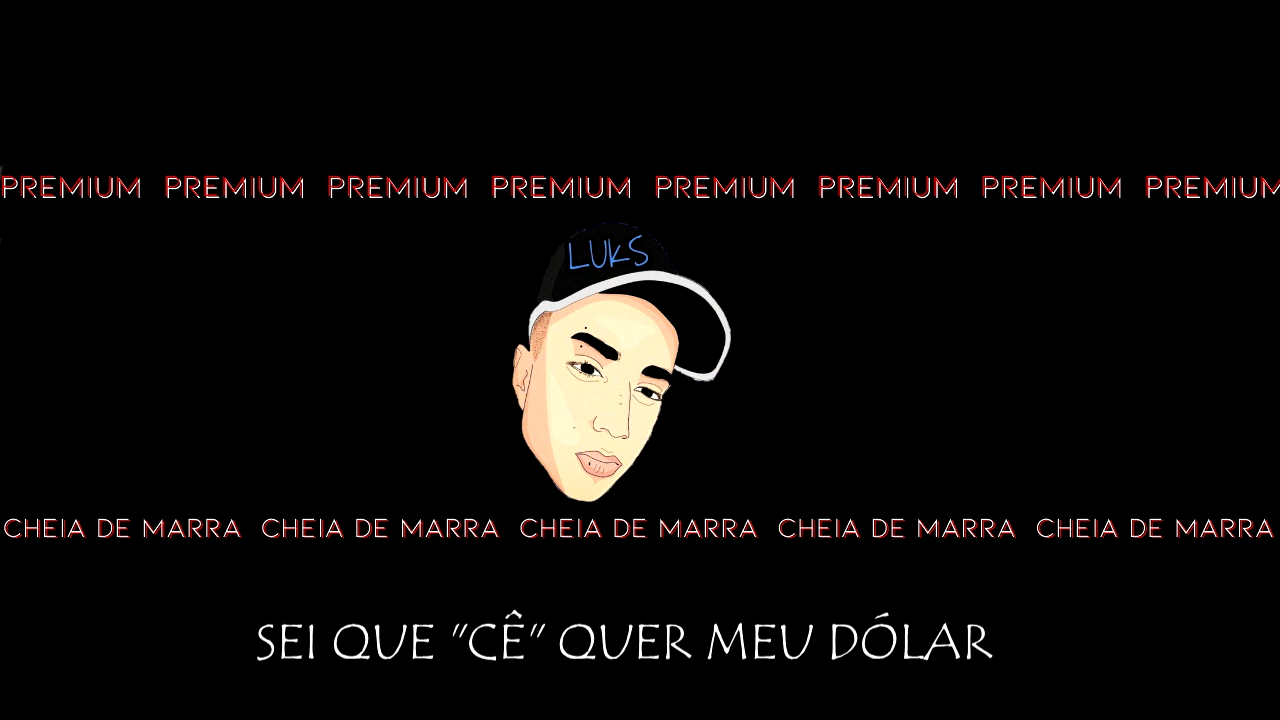 PREMIUM PREMIUM PREMIUM PREMIUM PREMIUM PREMIUM PREMIUM PREMIUM
LUKS
CHEIA DE MARRA CHEIA DE MARRA CHEIA DE MARRA CHEIA DE MARRA CHEIA DE MARRA
SEI QUE "CÊ" QUER MEU DÓLAR